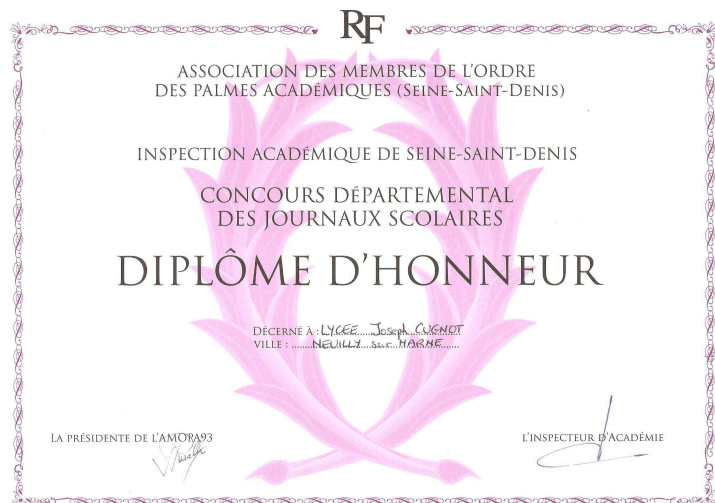 RF
ASSOCIATION DES MEMBRES DE L'ORDRE
DES PALMES ACADÉMIQUES (SEINE-SAINT-DENIS)
INSPECTION ACADÉMIQUE DE SEINE-SAINT-DENIS
CONCOURS DÉPARTEMENTAL
DES JOURNAUX SCOLAIRES
DIPLÔME D'HONNEUR
DÉCERNÉ À : LYCEE Joseph CUGNOT
VILLE : NEUILLY sur MARNE
LA PRÉSIDENTE DE L'AMOPA93
L'INSPECTEUR D'ACADÉMIE